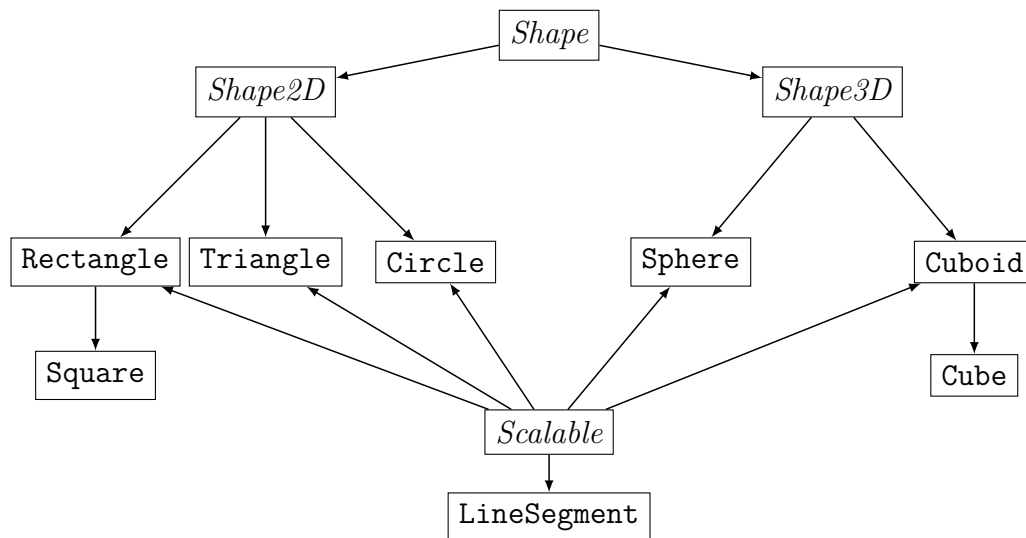 Shape
Shape2D
Shape3D
Rectangle
Triangle
Circle
Sphere
Cuboid
Square
Cube
Scalable
LineSegment